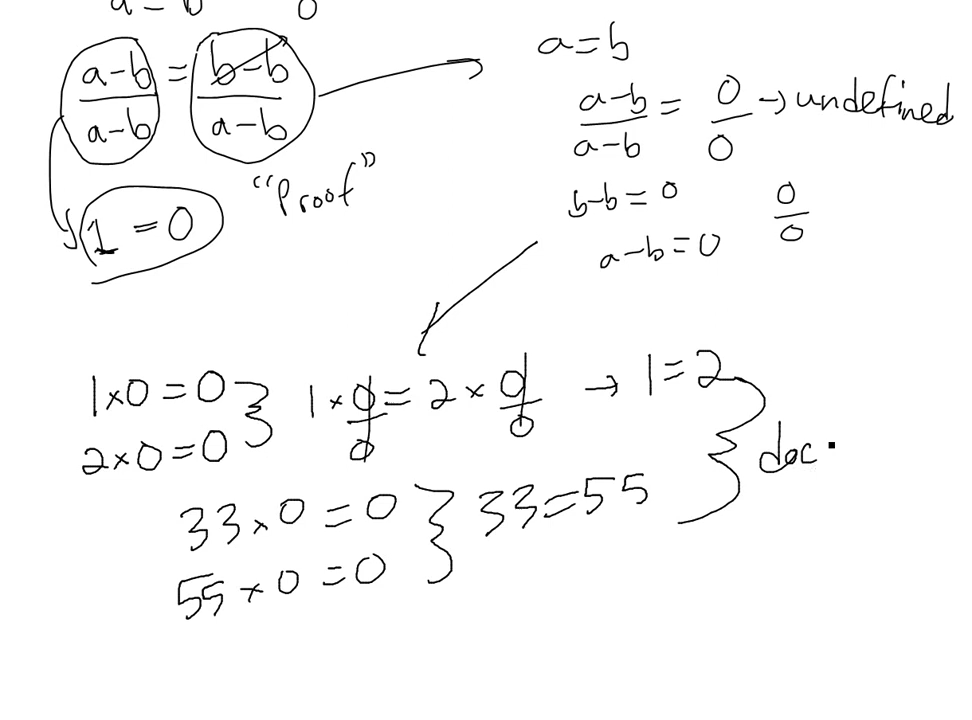 a = b 0
a-b/a-b = b-b/a-b
1 = 0
"Proof"
a=b
a-b/a-b = 0/0 → undefined
b-b = 0 0/0
a-b = 0
1×0 = 0
2×0 = 0
1 × 0/0 = 2 × 0/0 → 1=2
33×0 = 0
55×0 = 0
33=55
doc